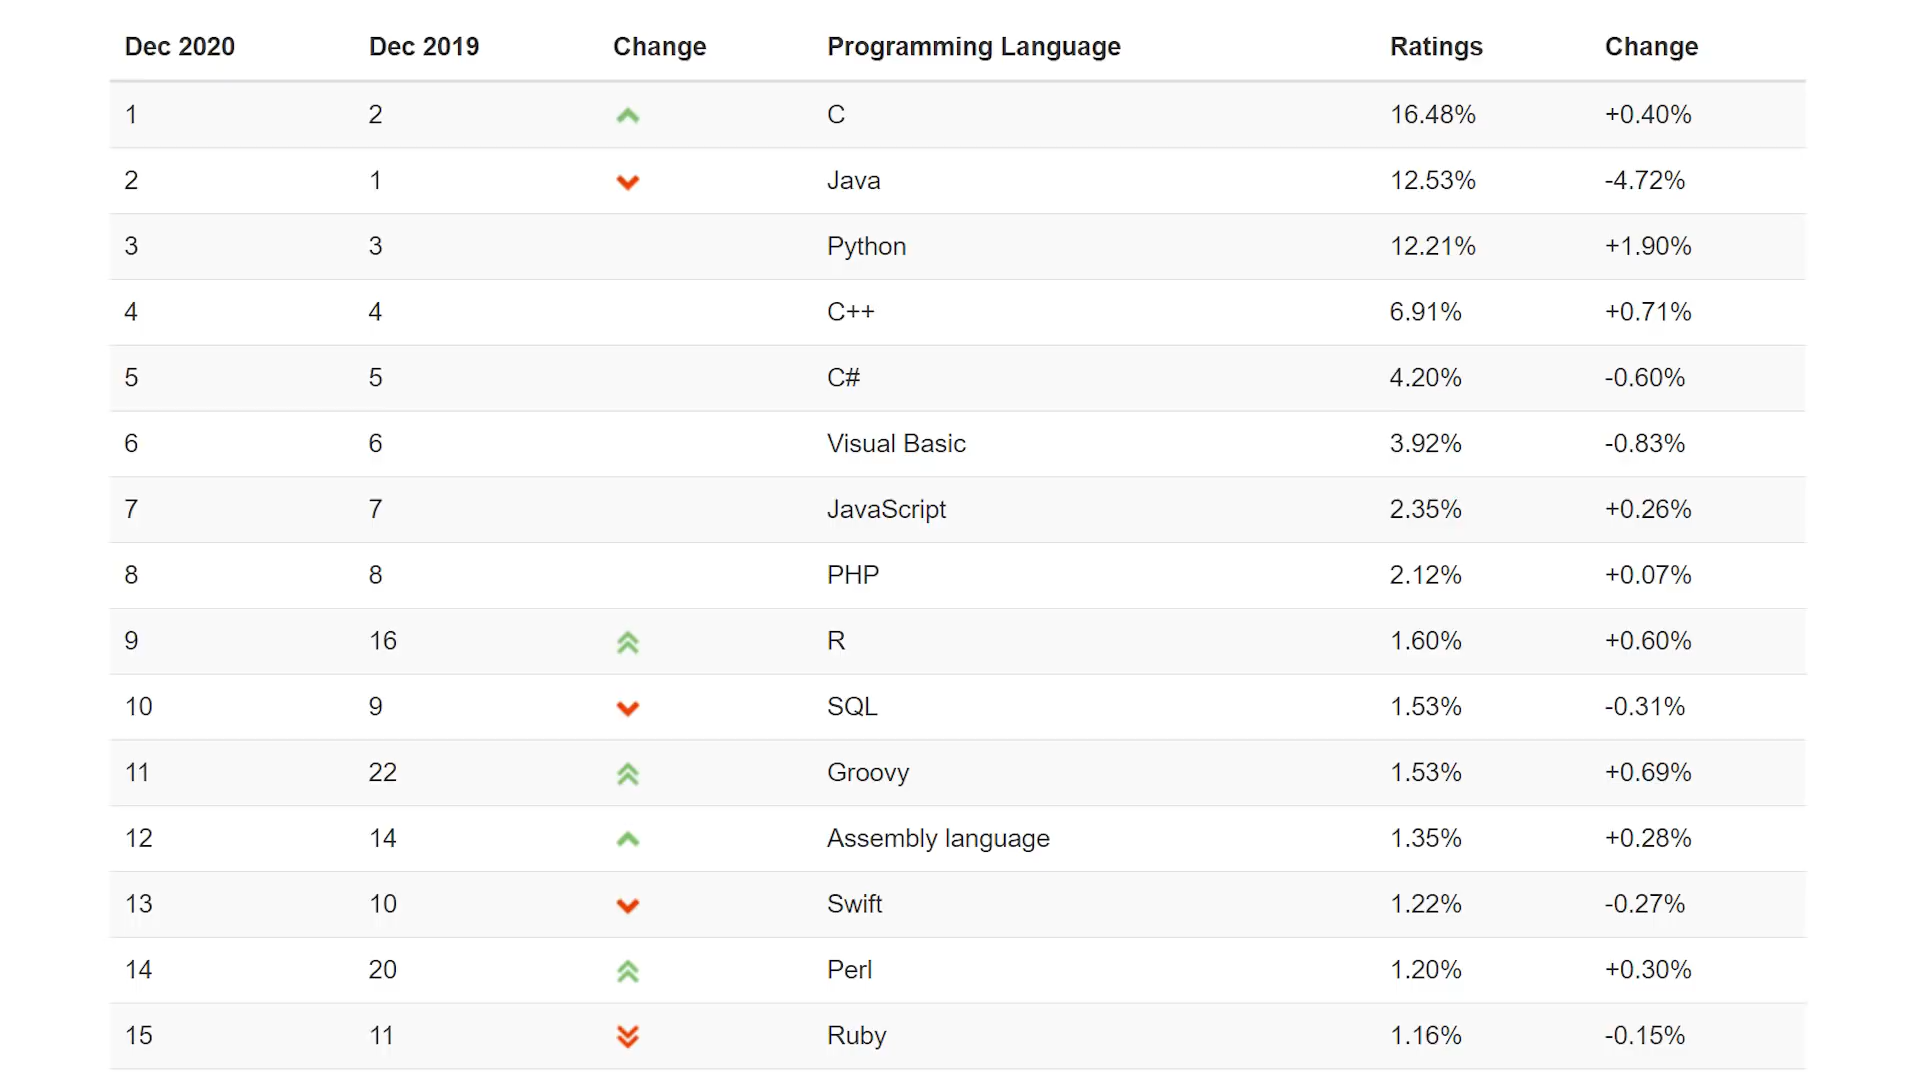 Dec 2020 Dec 2019 Change Programming Language Ratings Change
1 2 C 16.48% +0.40%
2 1 Java 12.53% -4.72%
3 3 Python 12.21% +1.90%
4 4 C++ 6.91% +0.71%
5 5 C# 4.20% -0.60%
6 6 Visual Basic 3.92% -0.83%
7 7 JavaScript 2.35% +0.26%
8 8 PHP 2.12% +0.07%
9 16 R 1.60% +0.60%
10 9 SQL 1.53% -0.31%
11 22 Groovy 1.53% +0.69%
12 14 Assembly language 1.35% +0.28%
13 10 Swift 1.22% -0.27%
14 20 Perl 1.20% +0.30%
15 11 Ruby 1.16% -0.15%